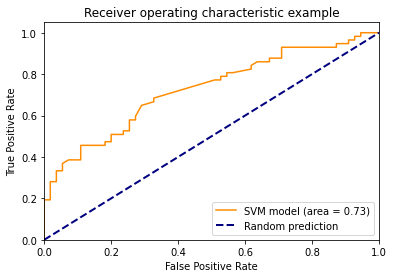 Receiver operating characteristic example
True Positive Rate
1.0
0.8
0.6
0.4
0.2
0.0
0.0 0.2 0.4 0.6 0.8 1.0
False Positive Rate
SVM model (area = 0.73)
Random prediction